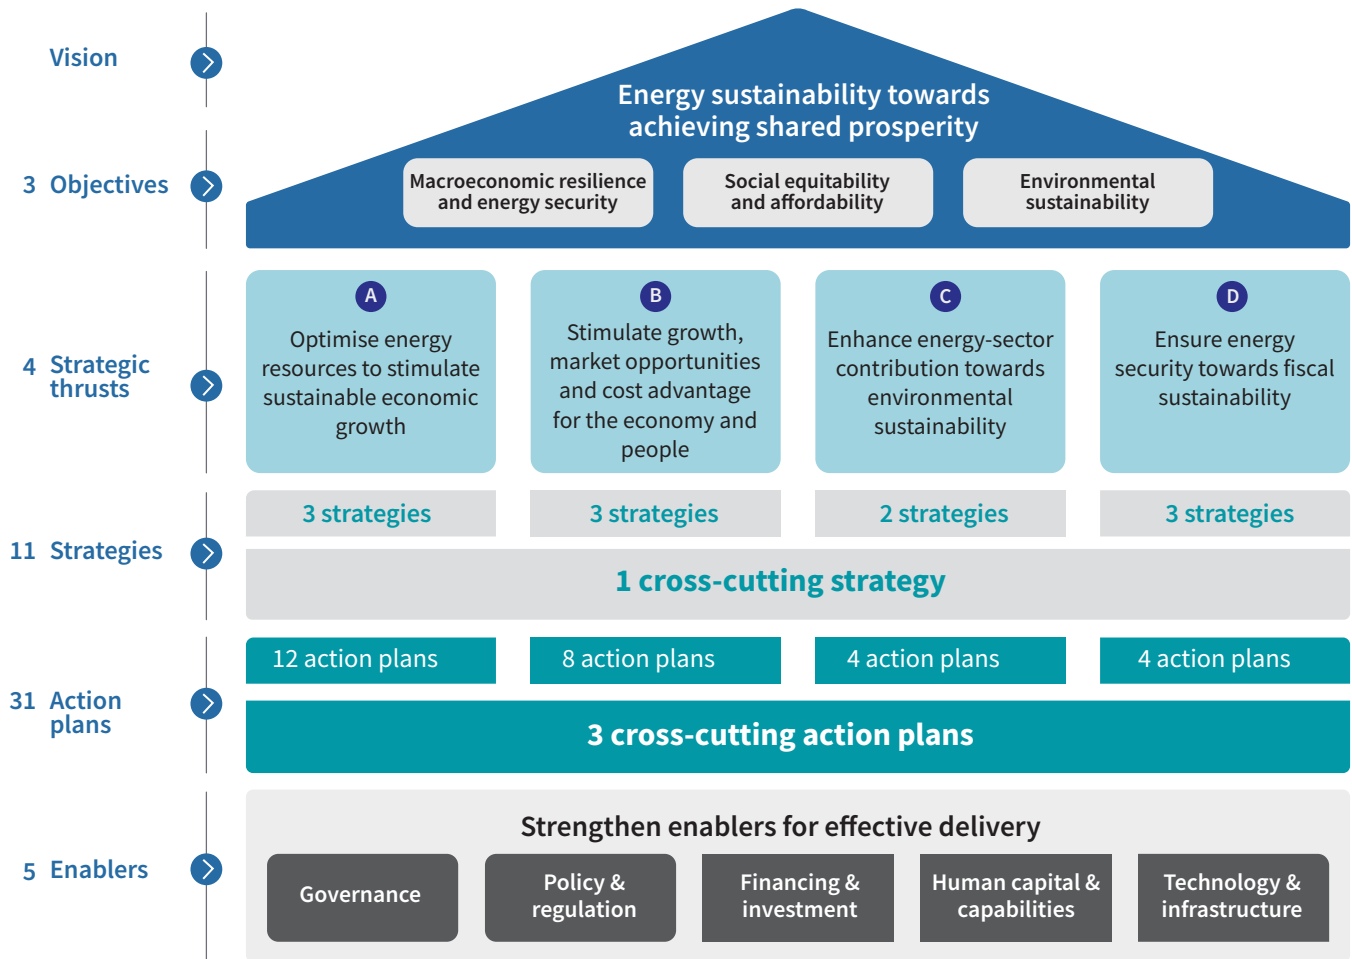 Vision
Energy sustainability towards
achieving shared prosperity
3 Objectives
Macroeconomic resilience
and energy security
Social equitability
and affordability
Environmental
sustainability
4 Strategic
thrusts
A
Optimise energy
resources to stimulate
sustainable economic
growth
B
Stimulate growth,
market opportunities
and cost advantage
for the economy and
people
C
Enhance energy-sector
contribution towards
environmental
sustainability
D
Ensure energy
security towards fiscal
sustainability
11 Strategies
3 strategies
3 strategies
2 strategies
3 strategies
1 cross-cutting strategy
31 Action
plans
12 action plans
8 action plans
4 action plans
4 action plans
3 cross-cutting action plans
5 Enablers
Strengthen enablers for effective delivery
Governance
Policy &
regulation
Financing &
investment
Human capital &
capabilities
Technology &
infrastructure